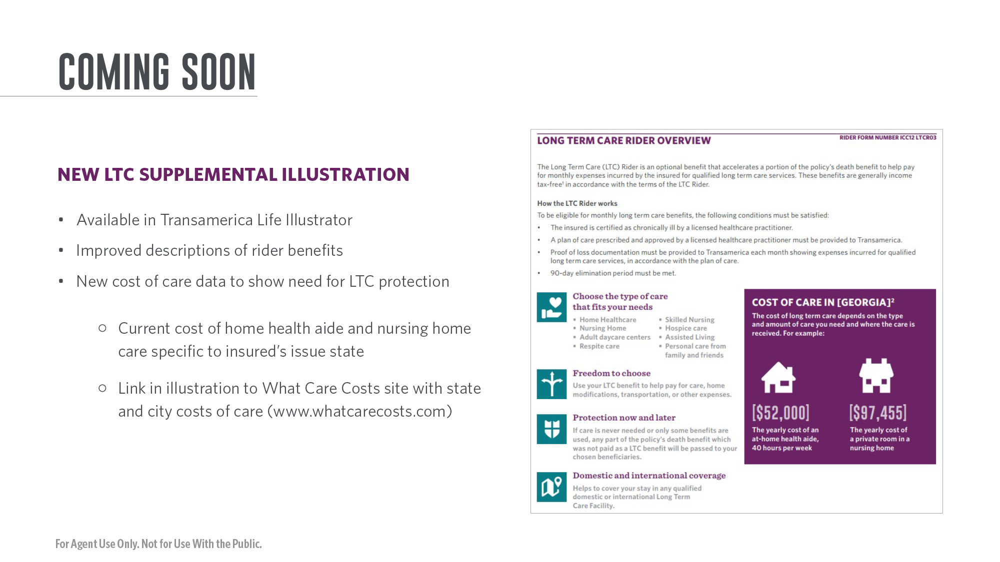 COMING SOON
NEW LTC SUPPLEMENTAL ILLUSTRATION
• Available in Transamerica Life Illustrator
• Improved descriptions of rider benefits
• New cost of care data to show need for LTC protection
○ Current cost of home health aide and nursing home
care specific to insured's issue state
○ Link in illustration to What Care Costs site with state
and city costs of care (www.whatcarecosts.com)
LONG TERM CARE RIDER OVERVIEW
RIDER FORM NUMBER ICC12 LTCR03
The Long Term Care (LTC) Rider is an optional benefit that accelerates a portion of the policy's death benefit to help pay
for monthly expenses incurred by the insured for qualified long term care services. These benefits are generally income
tax-free¹ in accordance with the terms of the LTC Rider.
How the LTC Rider works
To be eligible for monthly long term care benefits, the following conditions must be satisfied:
• The insured is certified as chronically ill by a licensed healthcare practitioner.
• A plan of care prescribed and approved by a licensed healthcare practitioner must be provided to Transamerica.
• Proof of loss documentation must be provided to Transamerica each month showing expenses incurred for qualified
long term care services, in accordance with the plan of care.
• 90-day elimination period must be met.
Choose the type of care
that fits your needs
• Home Healthcare
• Nursing Home
• Adult daycare centers
• Respite care
• Skilled Nursing
• Hospice care
• Assisted Living
• Personal care from
family and friends
Freedom to choose
Use your LTC benefit to help pay for care, home
modifications, transportation, or other expenses.
Protection now and later
If care is never needed or only some benefits are
used, any part of the policy's death benefit which
was not paid as a LTC benefit will be passed to your
chosen beneficiaries.
Domestic and international coverage
Helps to cover your stay in any qualified
domestic or international Long Term
Care Facility.
COST OF CARE IN [GEORGIA]²
The cost of long term care depends on the type
and amount of care you need and where the care is
received. For example:
[$52,000]
The yearly cost of an
at-home health aide,
40 hours per week
[$97,455]
The yearly cost of
a private room in a
nursing home
For Agent Use Only. Not for Use With the Public.